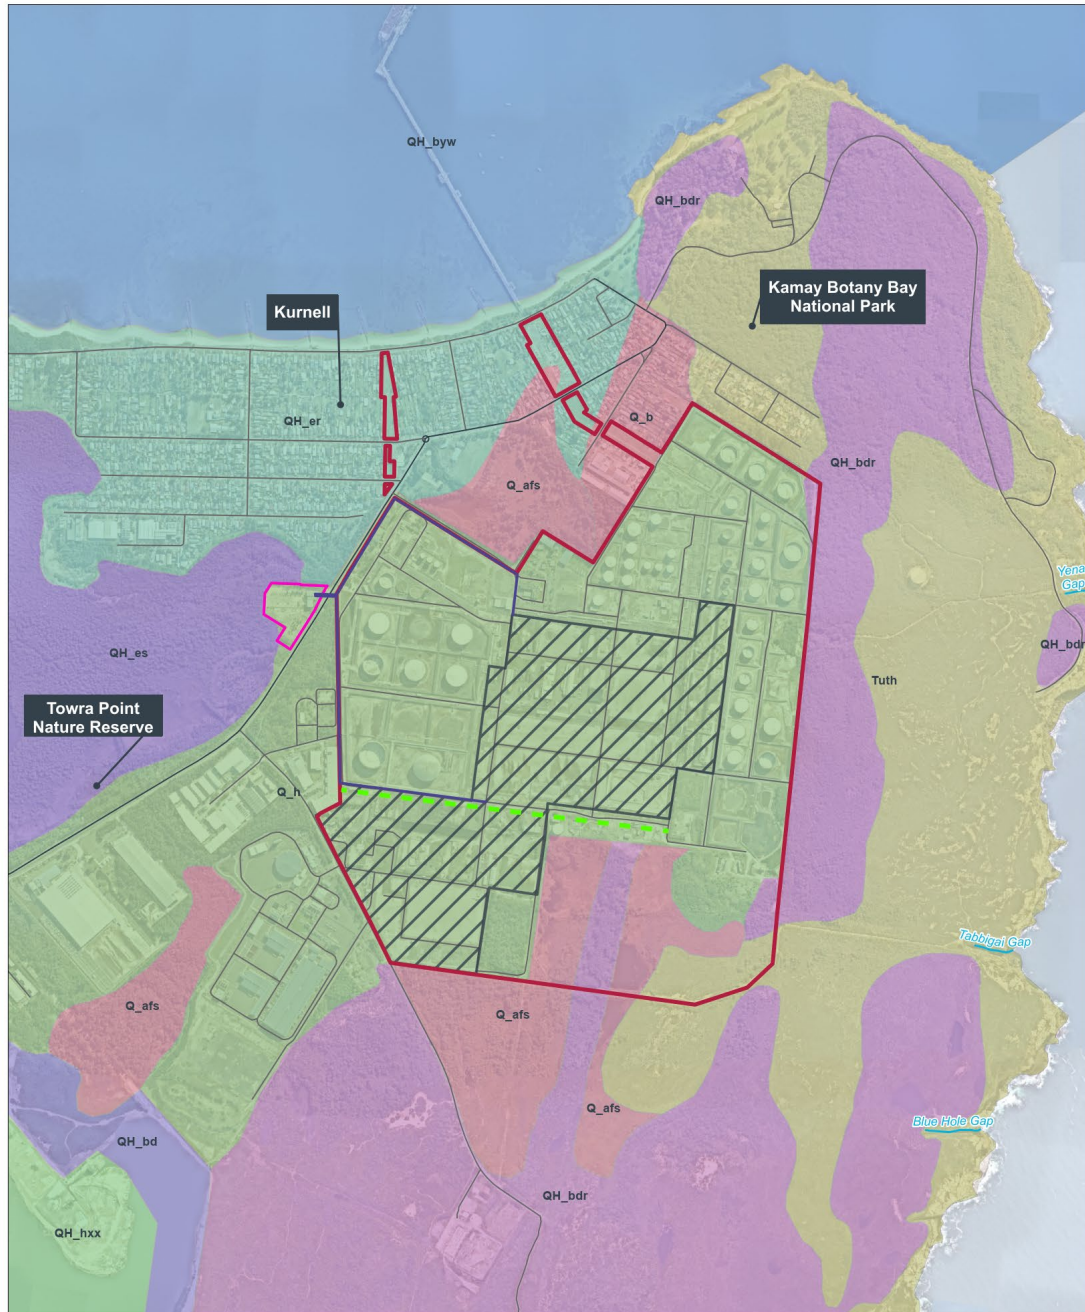 QH_byw
QH_bdr
Kamay Botany Bay
National Park
Kurnell
QH_er
Q_b
QH_bdr
Q_afs
Yena
Gap
QH_bdr
QH_es
Tuth
Towra Point
Nature Reserve
Q_h
Tabbigai Gap
Q_afs
Q_afs
Q_afs
Blue Hole Gap
QH_bd
QH_bdr
QH_hxx